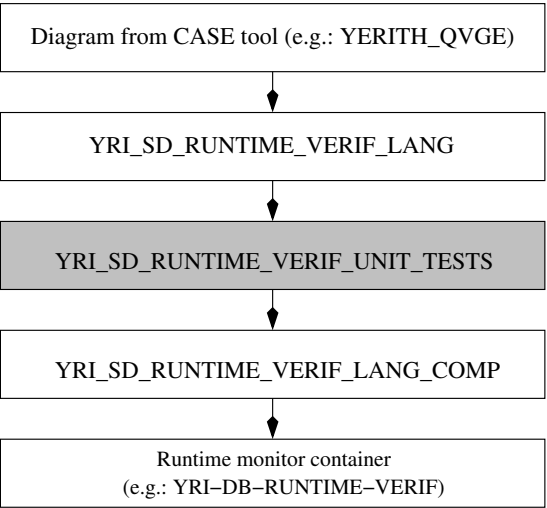 Diagram from CASE tool (e.g.: YERITH_QVGE)
YRI_SD_RUNTIME_VERIF_LANG
YRI_SD_RUNTIME_VERIF_UNIT_TESTS
YRI_SD_RUNTIME_VERIF_LANG_COMP
Runtime monitor container
(e.g.: YRI−DB−RUNTIME−VERIF)